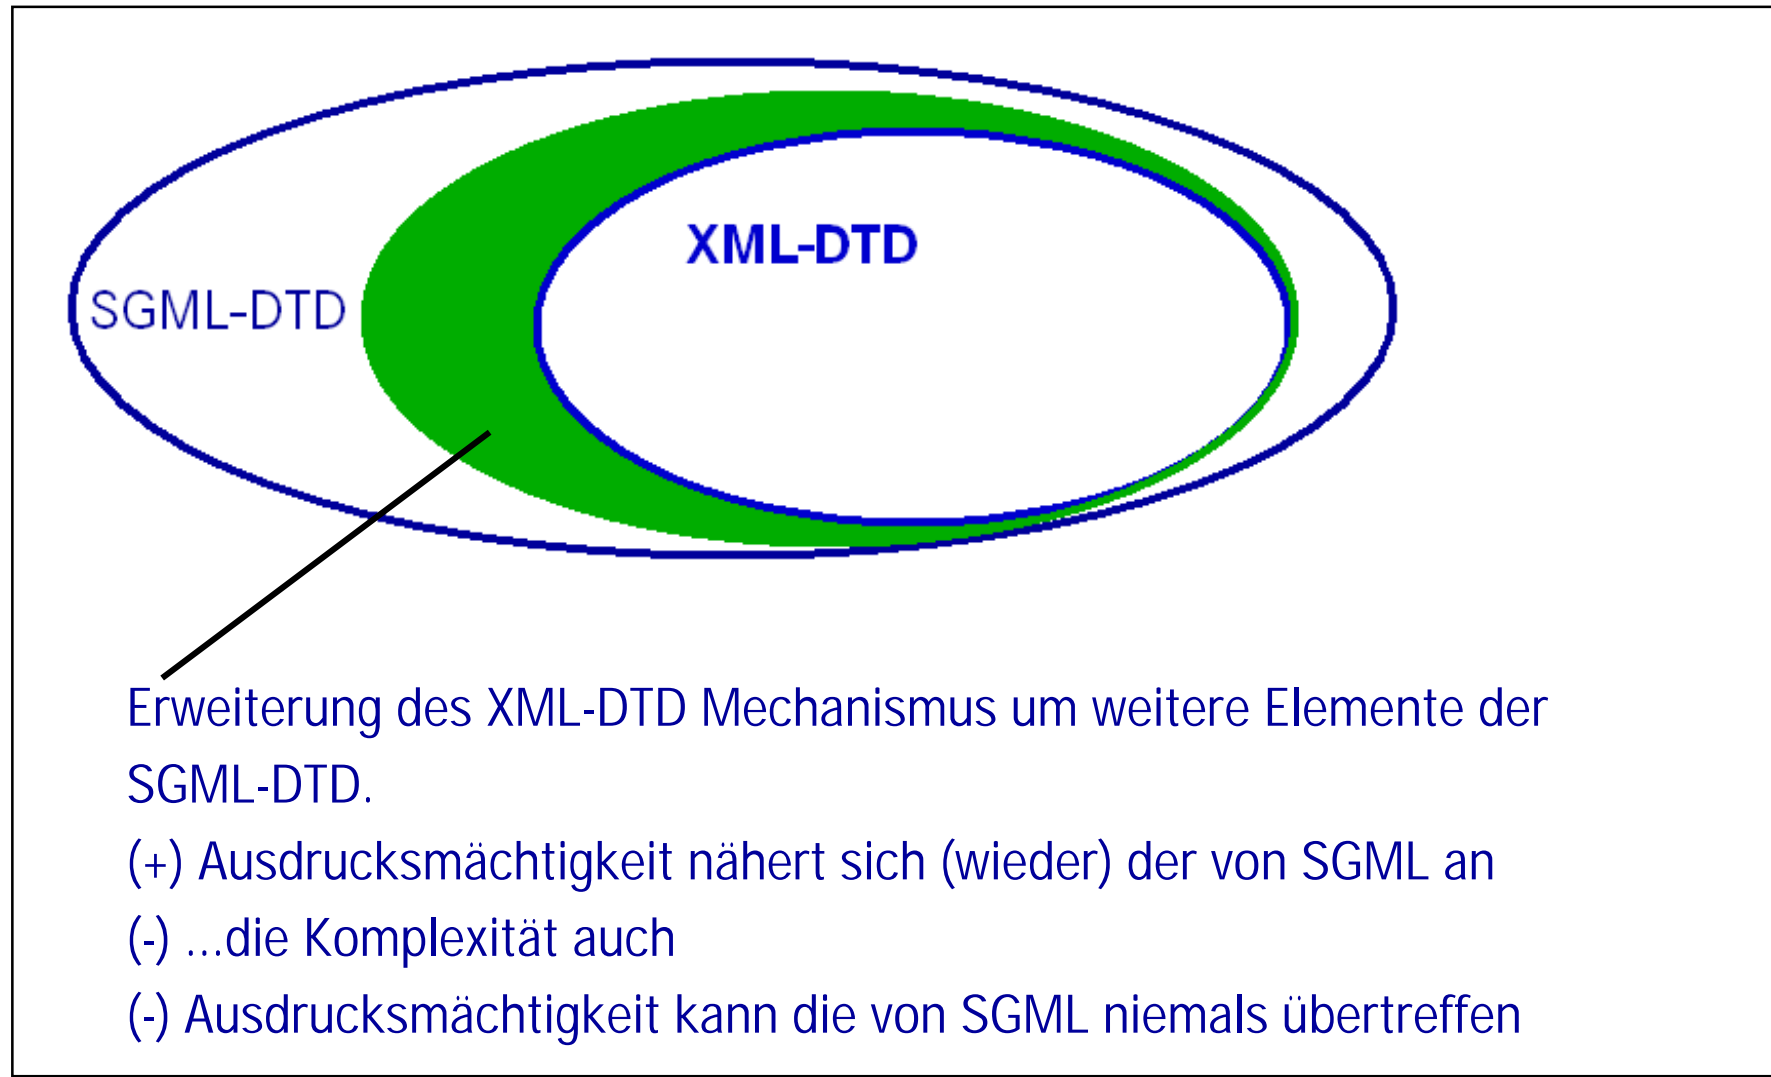 XML-DTD
SGML-DTD
Erweiterung des XML-DTD Mechanismus um weitere Elemente der
SGML-DTD.
(+) Ausdrucksmächtigkeit nähert sich (wieder) der von SGML an
(-) ...die Komplexität auch
(-) Ausdrucksmächtigkeit kann die von SGML niemals übertreffen